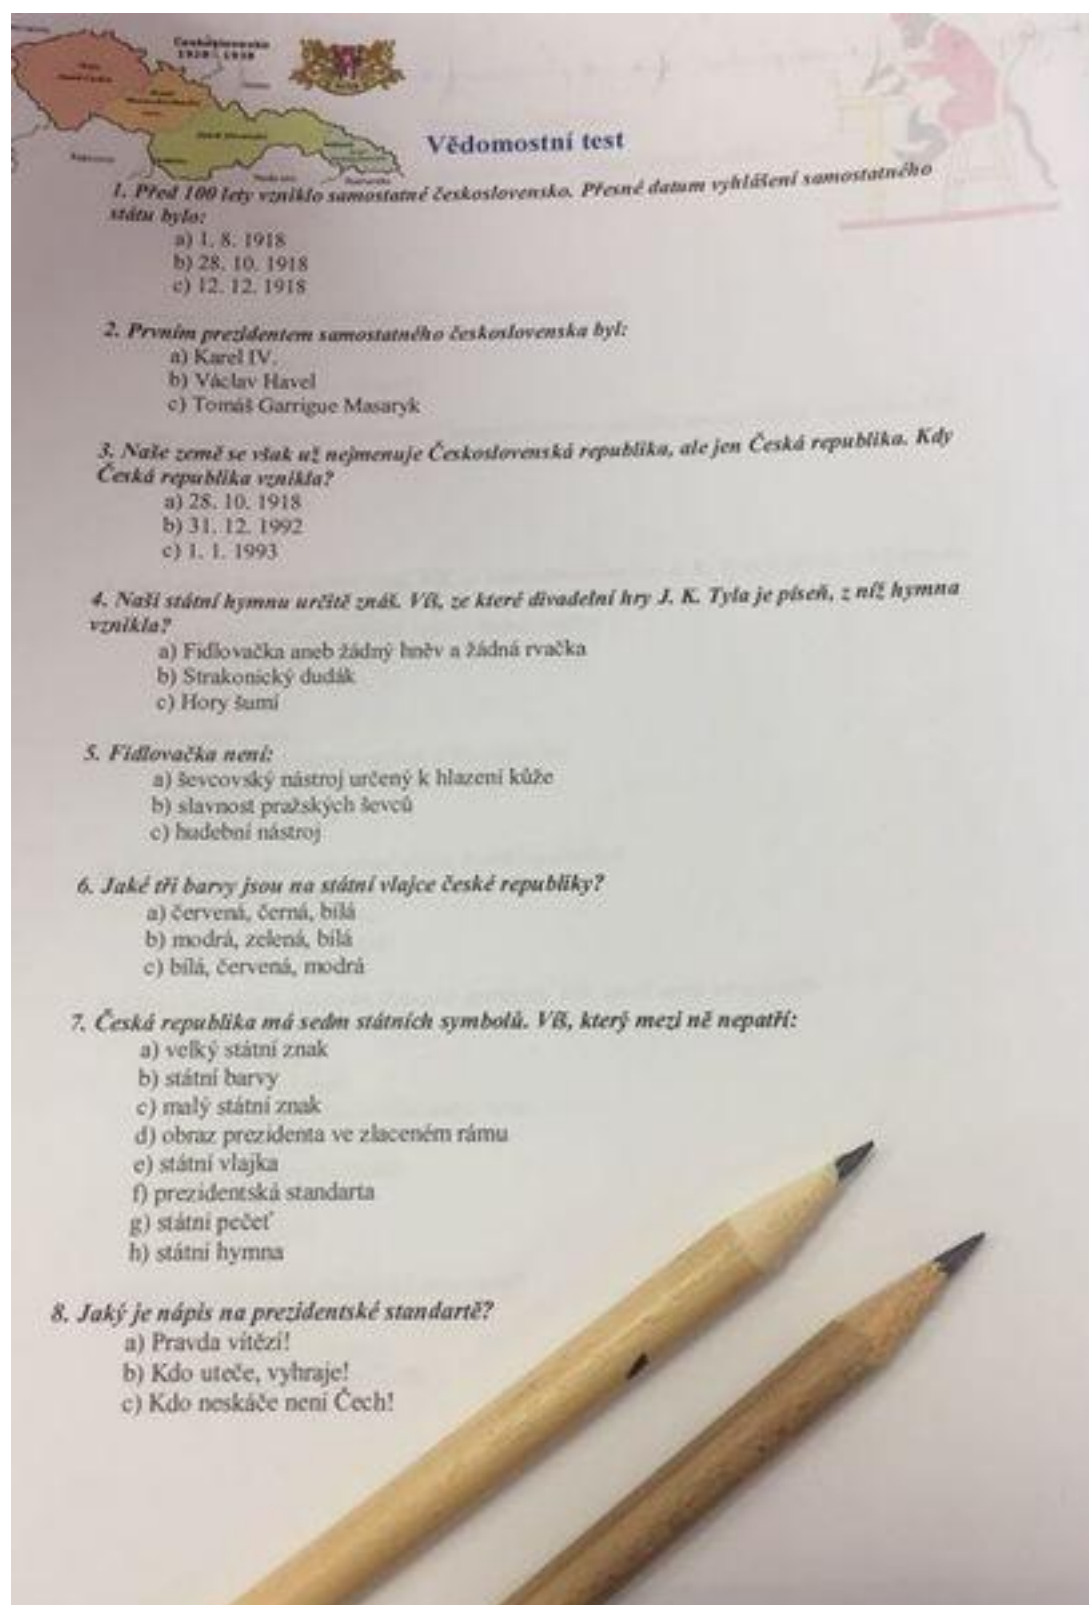 Československo
1918 - 1938
Vědomostní test
1. Před 100 lety vzniklo samostatné československo. Přesné datum vyhlášení samostatného
státu bylo:
a) 1. 8. 1918
b) 28. 10. 1918
c) 12. 12. 1918
2. Prvním prezidentem samostatného československa byl:
a) Karel IV.
b) Václav Havel
c) Tomáš Garrigue Masaryk
3. Naše země se však už nejmenuje Československá republika, ale jen Česká republika. Kdy
Česká republika vznikla?
a) 28. 10. 1918
b) 31. 12. 1992
c) 1. 1. 1993
4. Naši státní hymnu určitě znáš. Víš, ze které divadelní hry J. K. Tyla je píseň, z níž hymna
vznikla?
a) Fidlovačka aneb žádný hněv a žádná rvačka
b) Strakonický dudák
c) Hory šumí
5. Fidlovačka není:
a) ševcovský nástroj určený k hlazení kůže
b) slavnost pražských ševců
c) hudební nástroj
6. Jaké tři barvy jsou na státní vlajce české republiky?
a) červená, černá, bílá
b) modrá, zelená, bílá
c) bílá, červená, modrá
7. Česká republika má sedm státních symbolů. Víš, který mezi ně nepatří:
a) velký státní znak
b) státní barvy
c) malý státní znak
d) obraz prezidenta ve zlaceném rámu
e) státní vlajka
f) prezidentská standarta
g) státní pečeť
h) státní hymna
8. Jaký je nápis na prezidentské standartě?
a) Pravda vítězí!
b) Kdo uteče, vyhraje!
c) Kdo neskáče není Čech!